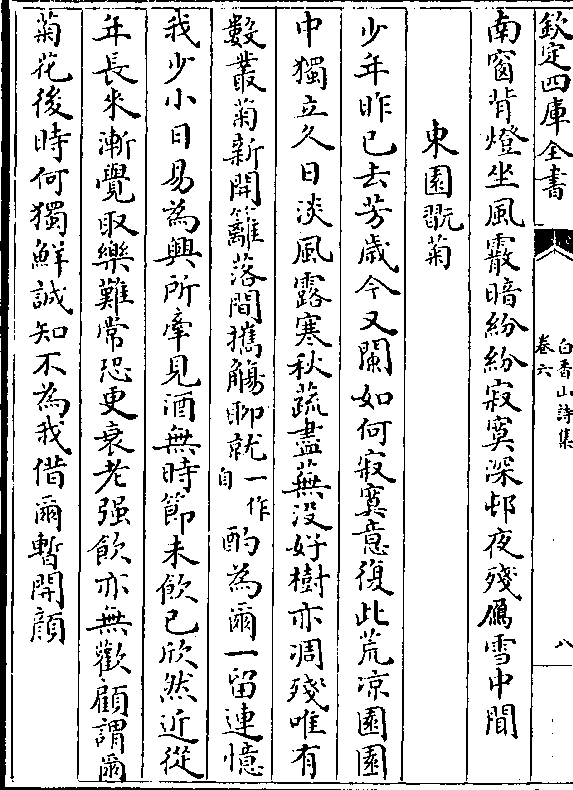 欽定四庫全書
白香山詩集
卷六
八
南窗背燈坐風霰暗紛紛寂寞深邨夜殘鴈雪中聞
東園翫菊
少年昨已去芳歲今又闌如何寂寞意復此荒凉園園
中獨立久日淡風露寒秋蔬盡蕪没好樹亦凋殘唯有
數叢菊新開籬落間攜觴聊就一作自酌為爾一留連憶
我少小日易為興所牽見酒無時節未飲已欣然近從
年長來漸覺取樂難常恐更衰老强飲亦無歡顧謂爾
菊花後時何獨鮮誠知不為我借爾暫開顔